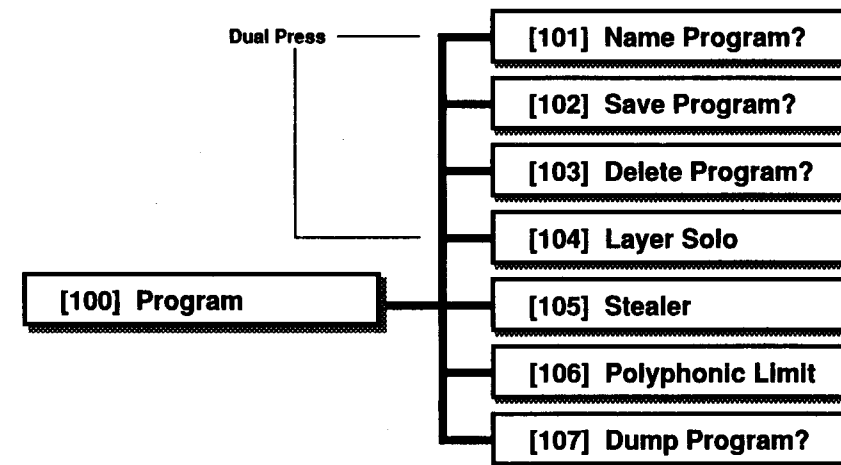 Dual Press
[101] Name Program?
[102] Save Program?
[103] Delete Program?
[104] Layer Solo
[100] Program
[105] Stealer
[106] Polyphonic Limit
[107] Dump Program?